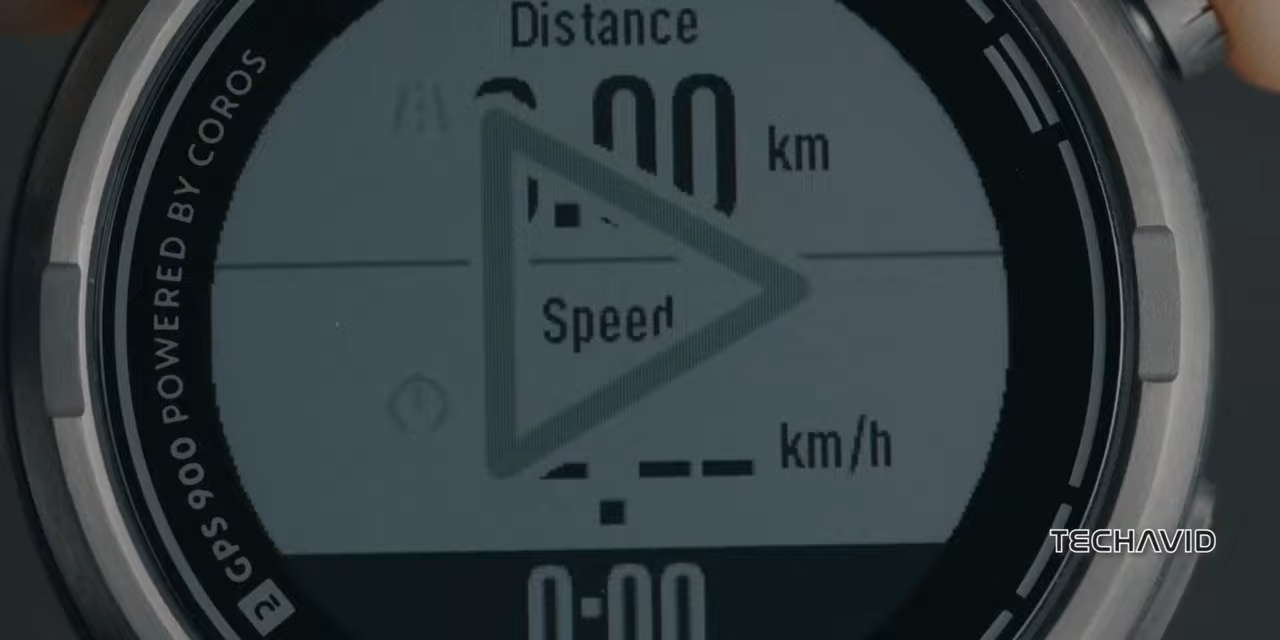 Distance
0.00 km
Speed
--.-- km/h
0:00
GPS 900 POWERED BY COROS
TECHAVID